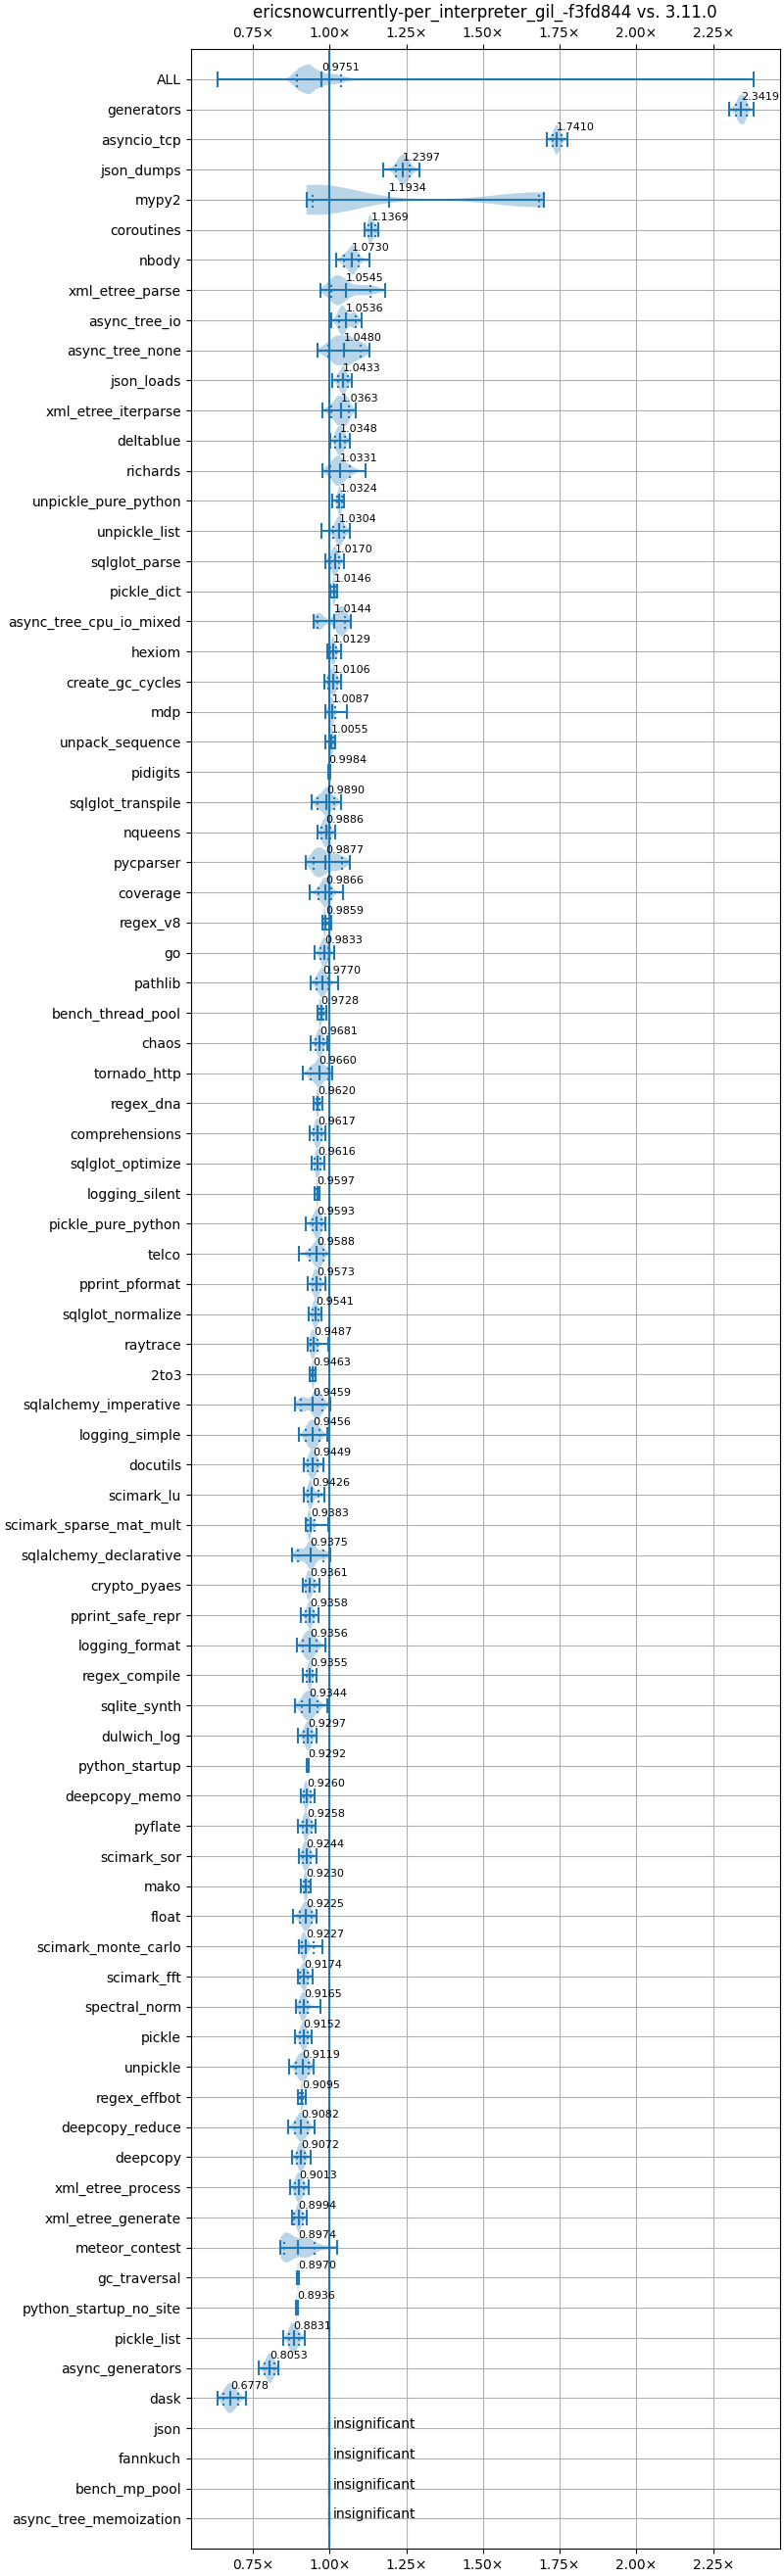 ericsnowcurrently-per_interpreter_gil_-f3fd844 vs. 3.11.0
0.75× 1.00× 1.25× 1.50× 1.75× 2.00× 2.25×
ALL 0.9751
generators 2.3419
asyncio_tcp 1.7410
json_dumps 1.2397
mypy2 1.1934
coroutines 1.1369
nbody 1.0730
xml_etree_parse 1.0545
async_tree_io 1.0536
async_tree_none 1.0480
json_loads 1.0433
xml_etree_iterparse 1.0363
deltablue 1.0348
richards 1.0331
unpickle_pure_python 1.0324
unpickle_list 1.0304
sqlglot_parse 1.0170
pickle_dict 1.0146
async_tree_cpu_io_mixed 1.0144
hexiom 1.0129
create_gc_cycles 1.0106
mdp 1.0087
unpack_sequence 1.0055
pidigits 0.9984
sqlglot_transpile 0.9890
nqueens 0.9886
pycparser 0.9877
coverage 0.9866
regex_v8 0.9859
go 0.9833
pathlib 0.9770
bench_thread_pool 0.9728
chaos 0.9681
tornado_http 0.9660
regex_dna 0.9620
comprehensions 0.9617
sqlglot_optimize 0.9616
logging_silent 0.9597
pickle_pure_python 0.9593
telco 0.9588
pprint_pformat 0.9573
sqlglot_normalize 0.9541
raytrace 0.9487
2to3 0.9463
sqlalchemy_imperative 0.9459
logging_simple 0.9456
docutils 0.9449
scimark_lu 0.9426
scimark_sparse_mat_mult 0.9383
sqlalchemy_declarative 0.9375
crypto_pyaes 0.9361
pprint_safe_repr 0.9358
logging_format 0.9356
regex_compile 0.9355
sqlite_synth 0.9344
dulwich_log 0.9297
python_startup 0.9292
deepcopy_memo 0.9260
pyflate 0.9258
scimark_sor 0.9244
mako 0.9230
float 0.9225
scimark_monte_carlo 0.9227
scimark_fft 0.9174
spectral_norm 0.9165
pickle 0.9152
unpickle 0.9119
regex_effbot 0.9095
deepcopy_reduce 0.9082
deepcopy 0.9072
xml_etree_process 0.9013
xml_etree_generate 0.8994
meteor_contest 0.8974
gc_traversal 0.8970
python_startup_no_site 0.8936
pickle_list 0.8831
async_generators 0.8053
dask 0.6778
json insignificant
fannkuch insignificant
bench_mp_pool insignificant
async_tree_memoization insignificant
0.75× 1.00× 1.25× 1.50× 1.75× 2.00× 2.25×